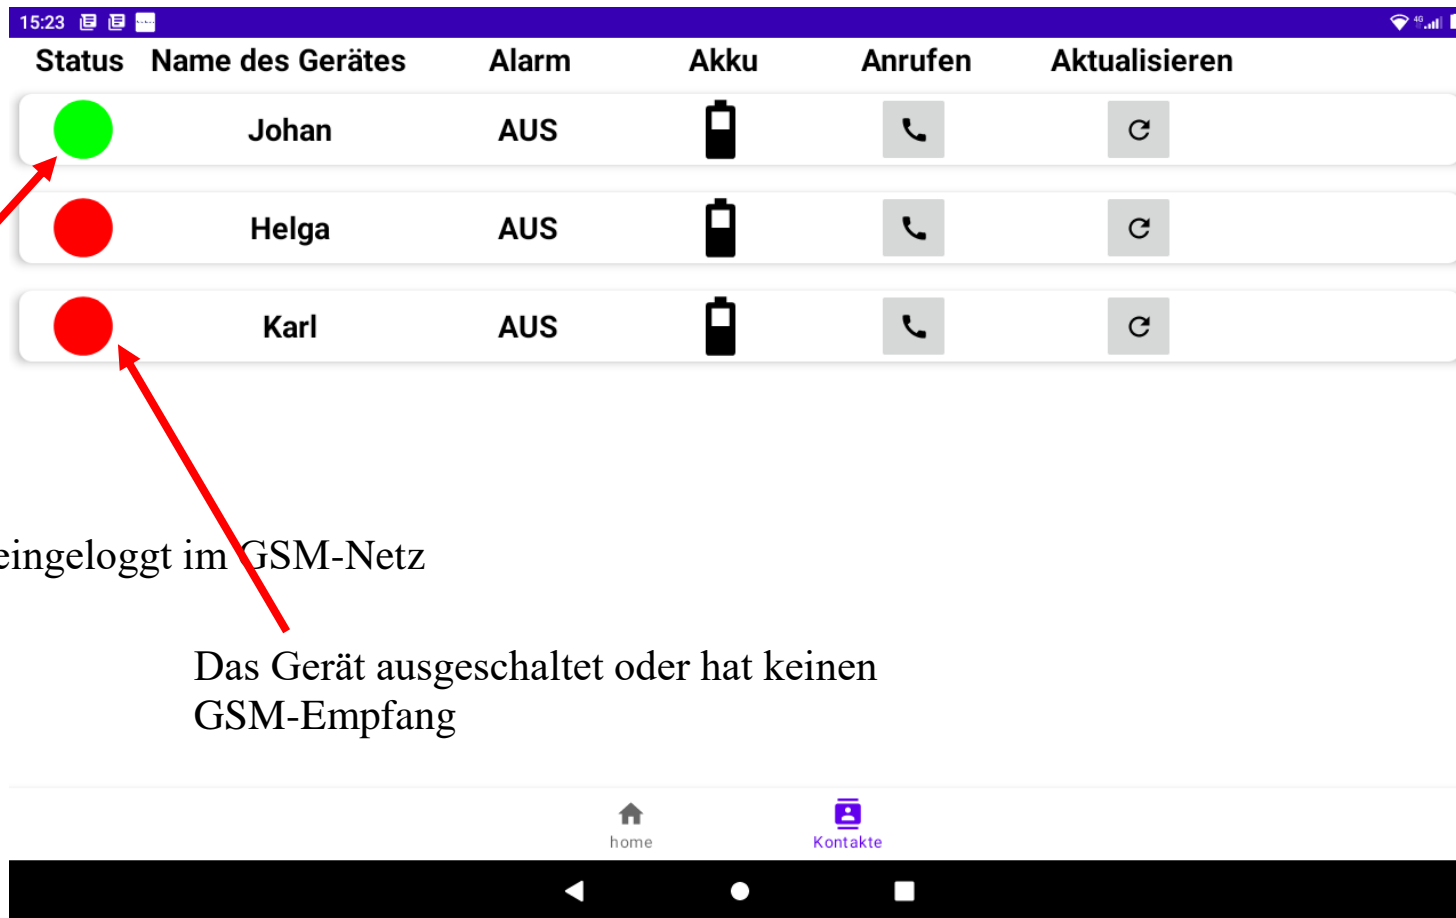 15:23
4G
Status Name des Gerätes Alarm Akku Anrufen Aktualisieren
Johan AUS
Helga AUS
Karl AUS
eingeloggt im GSM-Netz
Das Gerät ausgeschaltet oder hat keinen
GSM-Empfang
home Kontakte